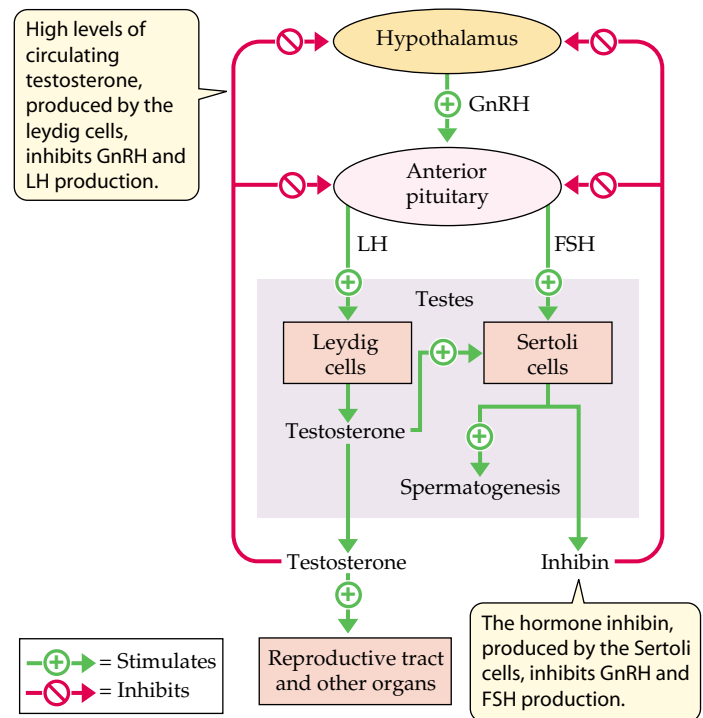 High levels of
circulating
testosterone,
produced by the
leydig cells,
inhibits GnRH and
LH production.
Hypothalamus
GnRH
Anterior
pituitary
LH
FSH
Testes
Leydig
cells
Sertoli
cells
Testosterone
Spermatogenesis
Testosterone
Inhibin
Reproductive tract
and other organs
The hormone inhibin,
produced by the Sertoli
cells, inhibits GnRH and
FSH production.
= Stimulates
= Inhibits